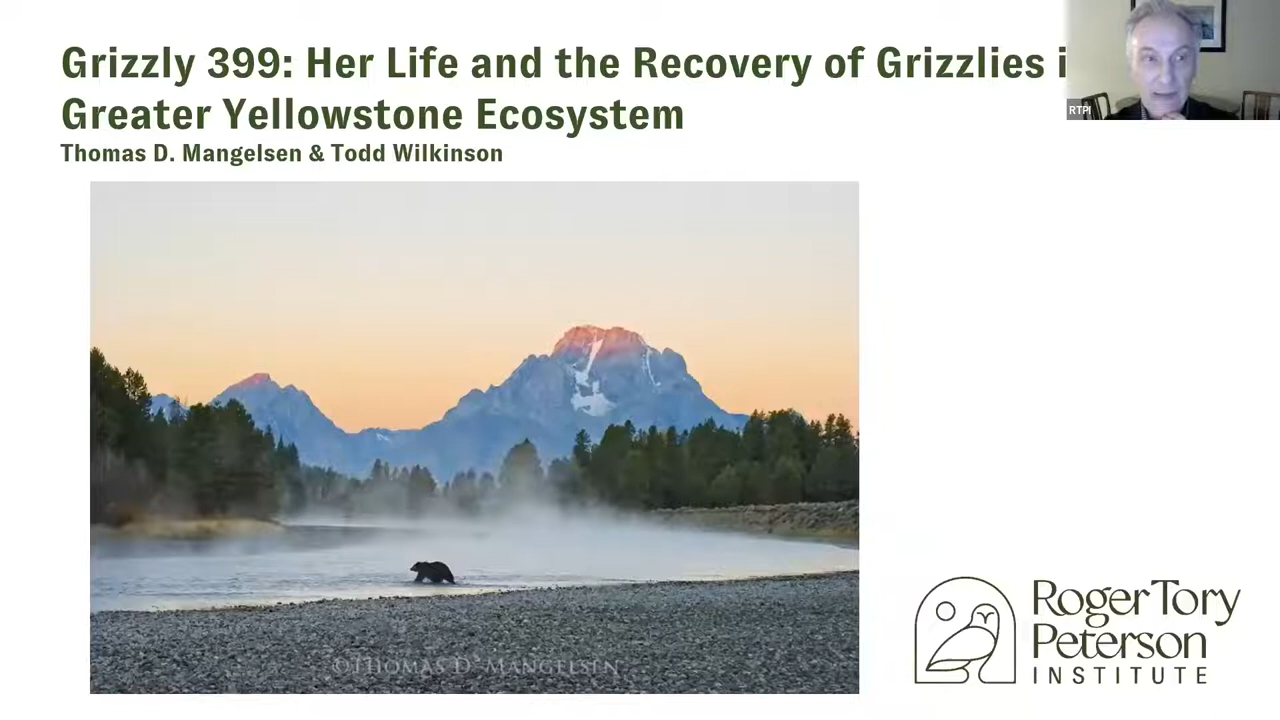 Grizzly 399: Her Life and the Recovery of Grizzlies i
Greater Yellowstone Ecosystem
Thomas D. Mangelsen & Todd Wilkinson
RTPI
©THOMAS D. MANGELSEN
Roger Tory
Peterson
INSTITUTE